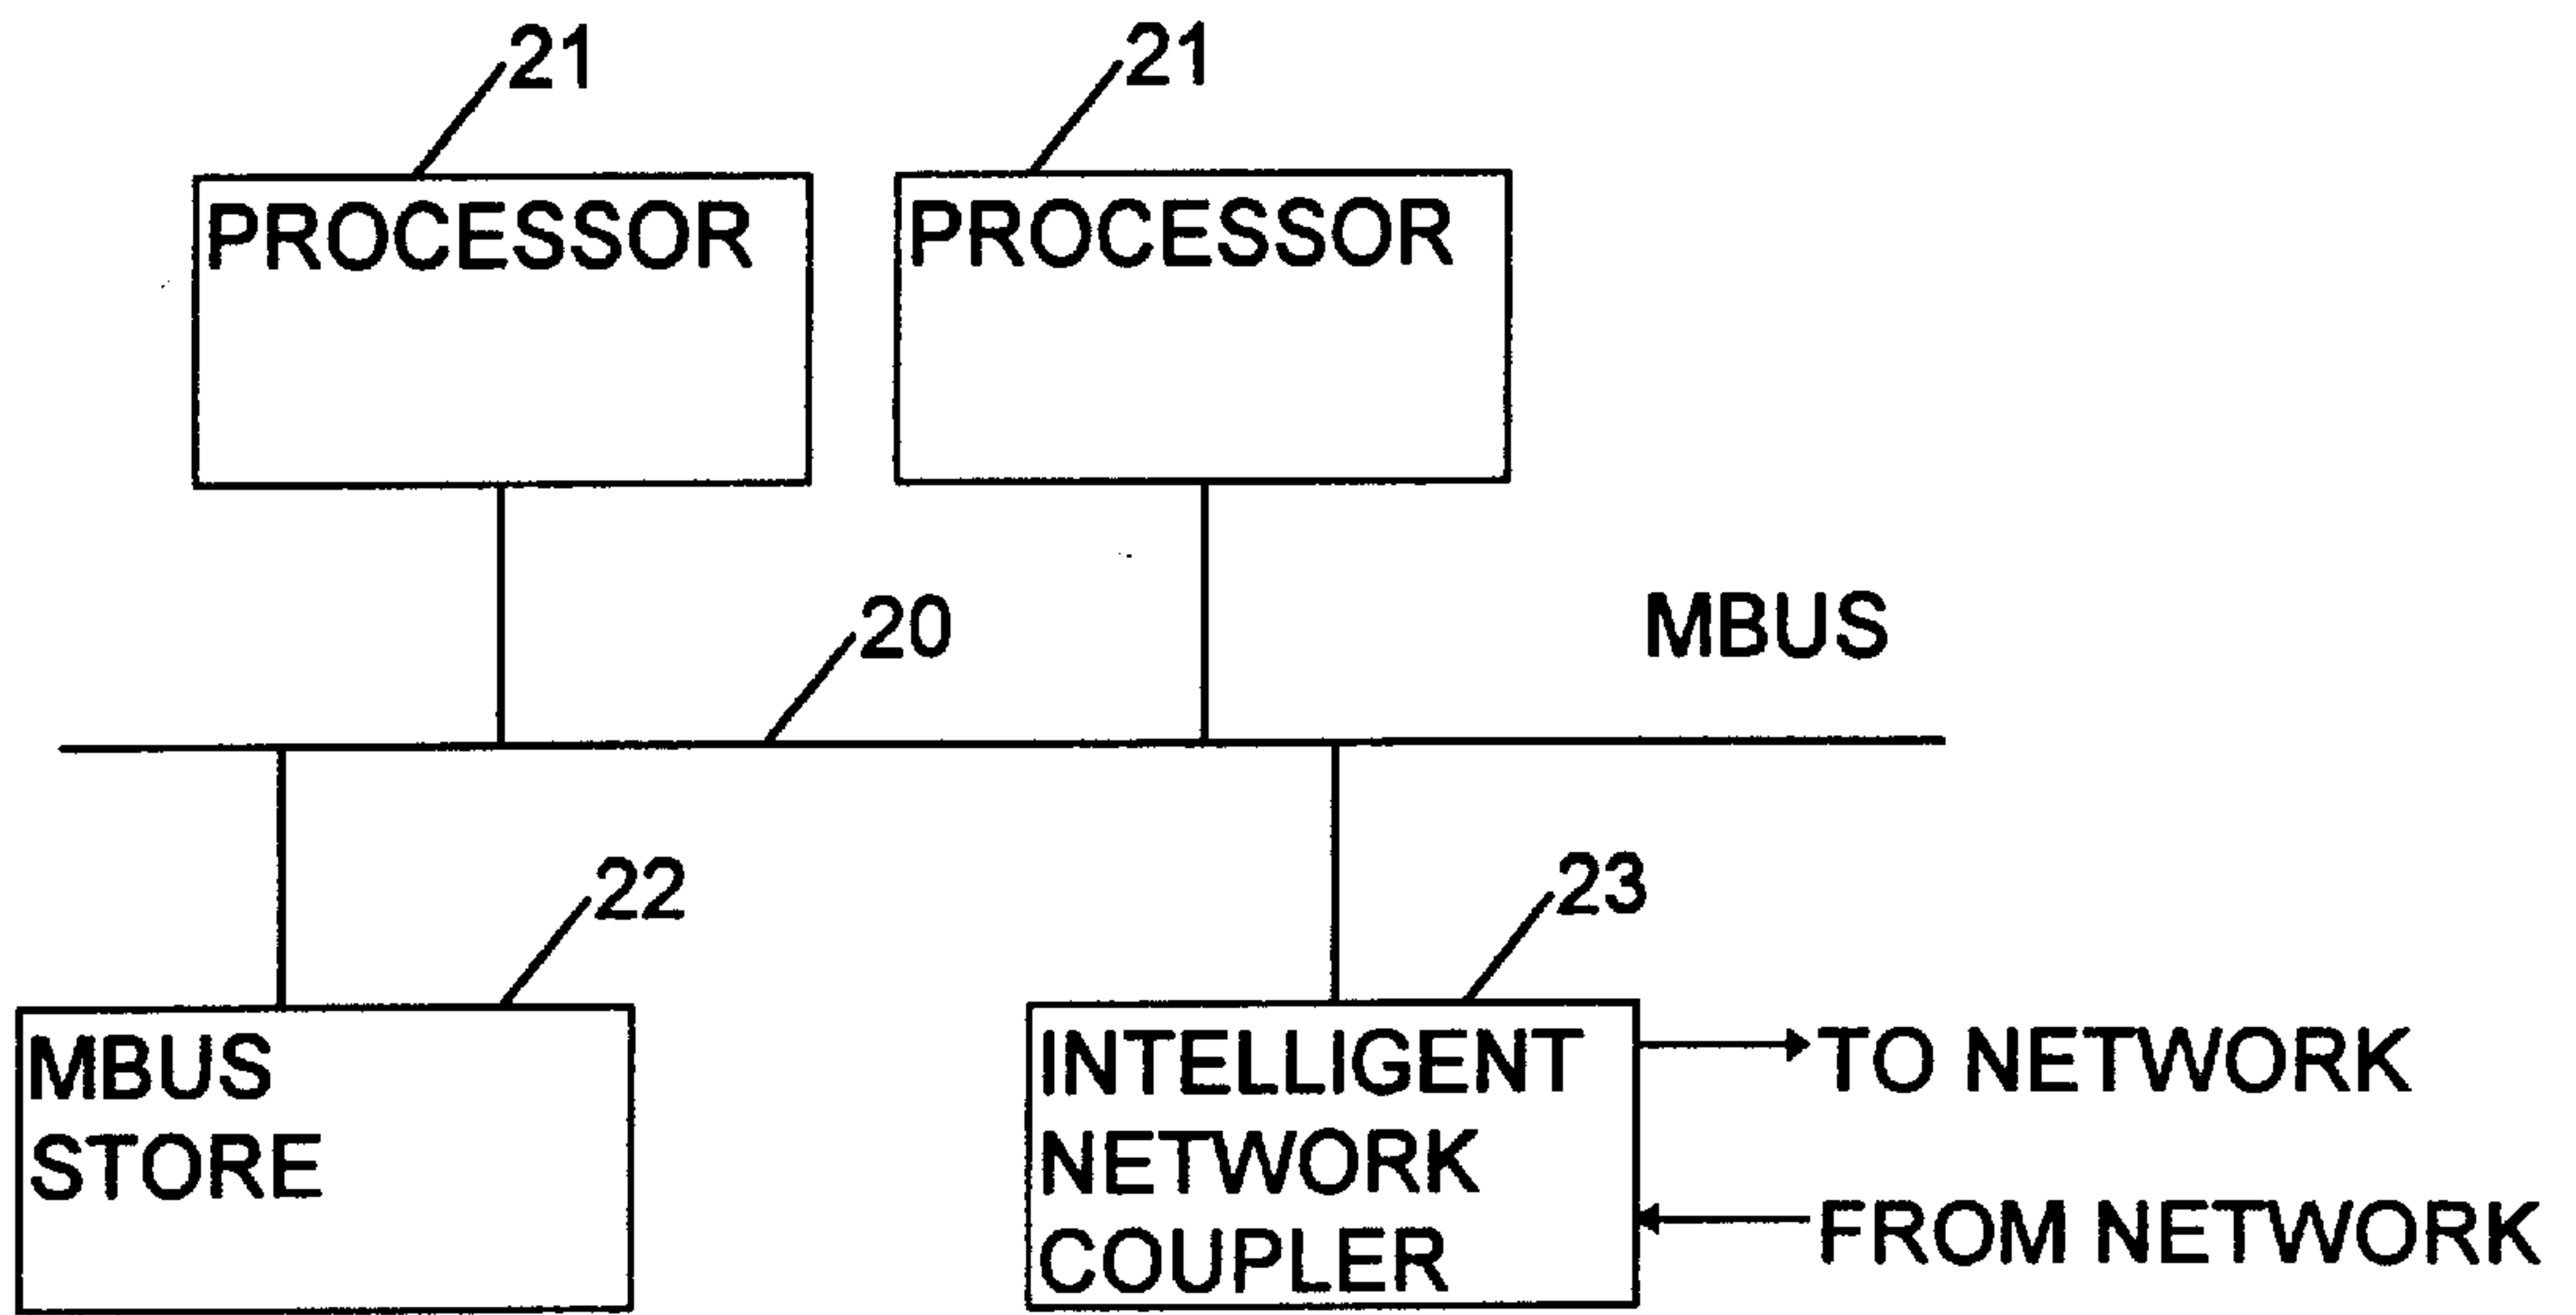 21
21
PROCESSOR
PROCESSOR
20
MBUS
22
23
MBUS
STORE
INTELLIGENT
NETWORK
COUPLER
TO NETWORK
FROM NETWORK